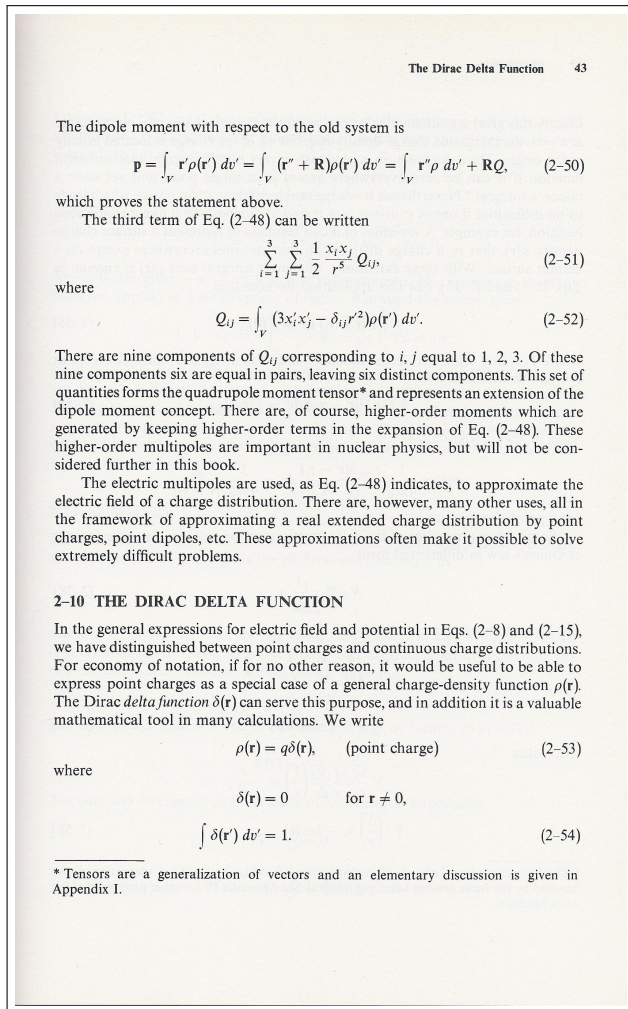 The Dirac Delta Function 43
The dipole moment with respect to the old system is
p = ∫_V r′ρ(r′) dv′ = ∫_V (r″ + R)ρ(r′) dv′ = ∫_V r″ρ dv′ + RQ, (2–50)
which proves the statement above.
The third term of Eq. (2–48) can be written
∑_{i=1}^{3} ∑_{j=1}^{3} 1/2 x_i x_j/r⁵ Q_{ij}, (2–51)
where
Q_{ij} = ∫_V (3x′_i x′_j − δ_{ij} r′²)ρ(r′) dv′. (2–52)
There are nine components of Q_{ij} corresponding to i, j equal to 1, 2, 3. Of these
nine components six are equal in pairs, leaving six distinct components. This set of
quantities forms the quadrupole moment tensor* and represents an extension of the
dipole moment concept. There are, of course, higher-order moments which are
generated by keeping higher-order terms in the expansion of Eq. (2–48). These
higher-order multipoles are important in nuclear physics, but will not be con-
sidered further in this book.
The electric multipoles are used, as Eq. (2–48) indicates, to approximate the
electric field of a charge distribution. There are, however, many other uses, all in
the framework of approximating a real extended charge distribution by point
charges, point dipoles, etc. These approximations often make it possible to solve
extremely difficult problems.
2–10 THE DIRAC DELTA FUNCTION
In the general expressions for electric field and potential in Eqs. (2–8) and (2–15),
we have distinguished between point charges and continuous charge distributions.
For economy of notation, if for no other reason, it would be useful to be able to
express point charges as a special case of a general charge-density function ρ(r).
The Dirac delta function δ(r) can serve this purpose, and in addition it is a valuable
mathematical tool in many calculations. We write
ρ(r) = qδ(r), (point charge) (2–53)
where
δ(r) = 0 for r ≠ 0,
∫ δ(r′) dv′ = 1. (2–54)
* Tensors are a generalization of vectors and an elementary discussion is given in
Appendix I.